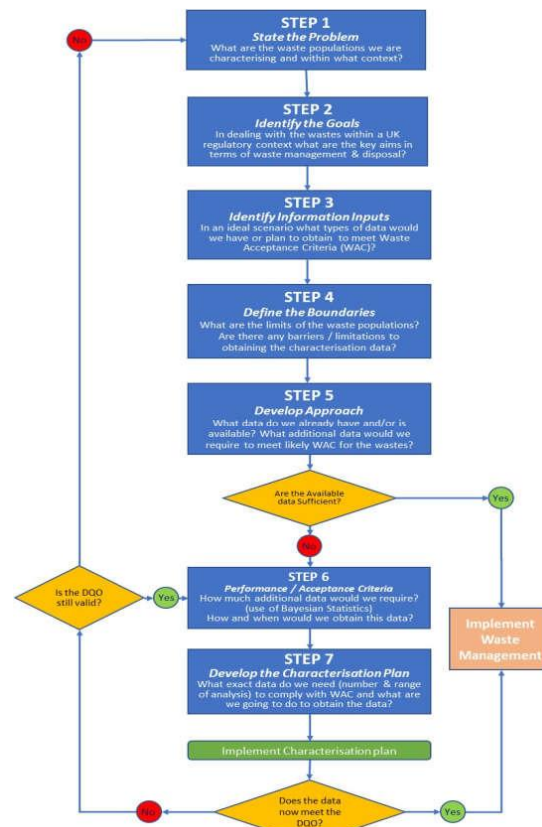 No
STEP 1
State the Problem
What are the waste populations we are
characterising and within what context?
STEP 2
Identify the Goals
In dealing with the wastes within a UK
regulatory context what are the key aims in
terms of waste management & disposal?
STEP 3
Identify Information Inputs
In an ideal scenario what types of data would
we have or plan to obtain to meet Waste
Acceptance Criteria (WAC)?
STEP 4
Define the Boundaries
What are the limits of the waste populations?
Are there any barriers / limitations to
obtaining the characterisation data?
STEP 5
Develop Approach
What data do we already have and/or is
available? What additional data would we
require to meet likely WAC for the wastes?
Are the Available
data Sufficient?
Yes
No
Is the DQO
still valid?
Yes
STEP 6
Performance / Acceptance Criteria
How much additional data would we require?
(use of Bayesian Statistics)
How and when would we obtain this data?
Implement
Waste
Management
STEP 7
Develop the Characterisation Plan
What exact data do we need (number & range
of analysis) to comply with WAC and what are
we going to do to obtain the data?
Implement Characterisation plan
No
Does the data
now meet the
DQO?
Yes